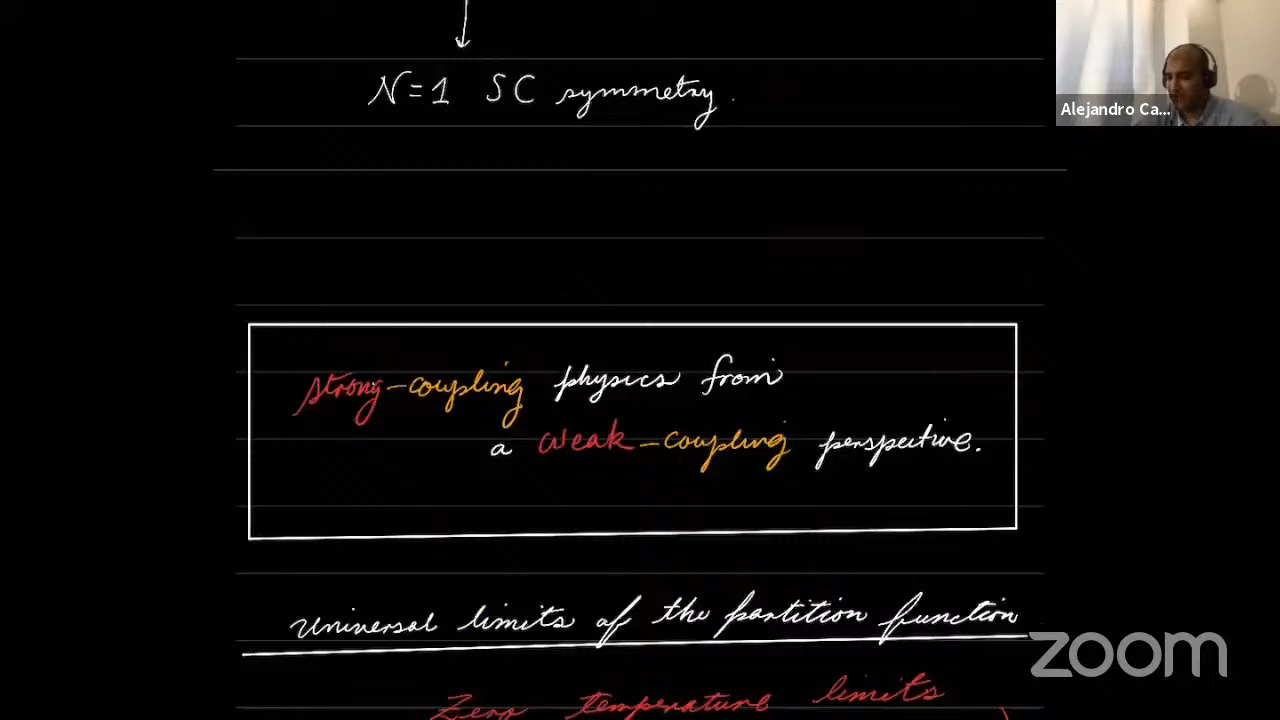 N=1 SC symmetry.
Alejandro Ca...
strong-coupling physics from
a weak-coupling perspective.
universal limits of the partition function
zoom
Zero temperature limits